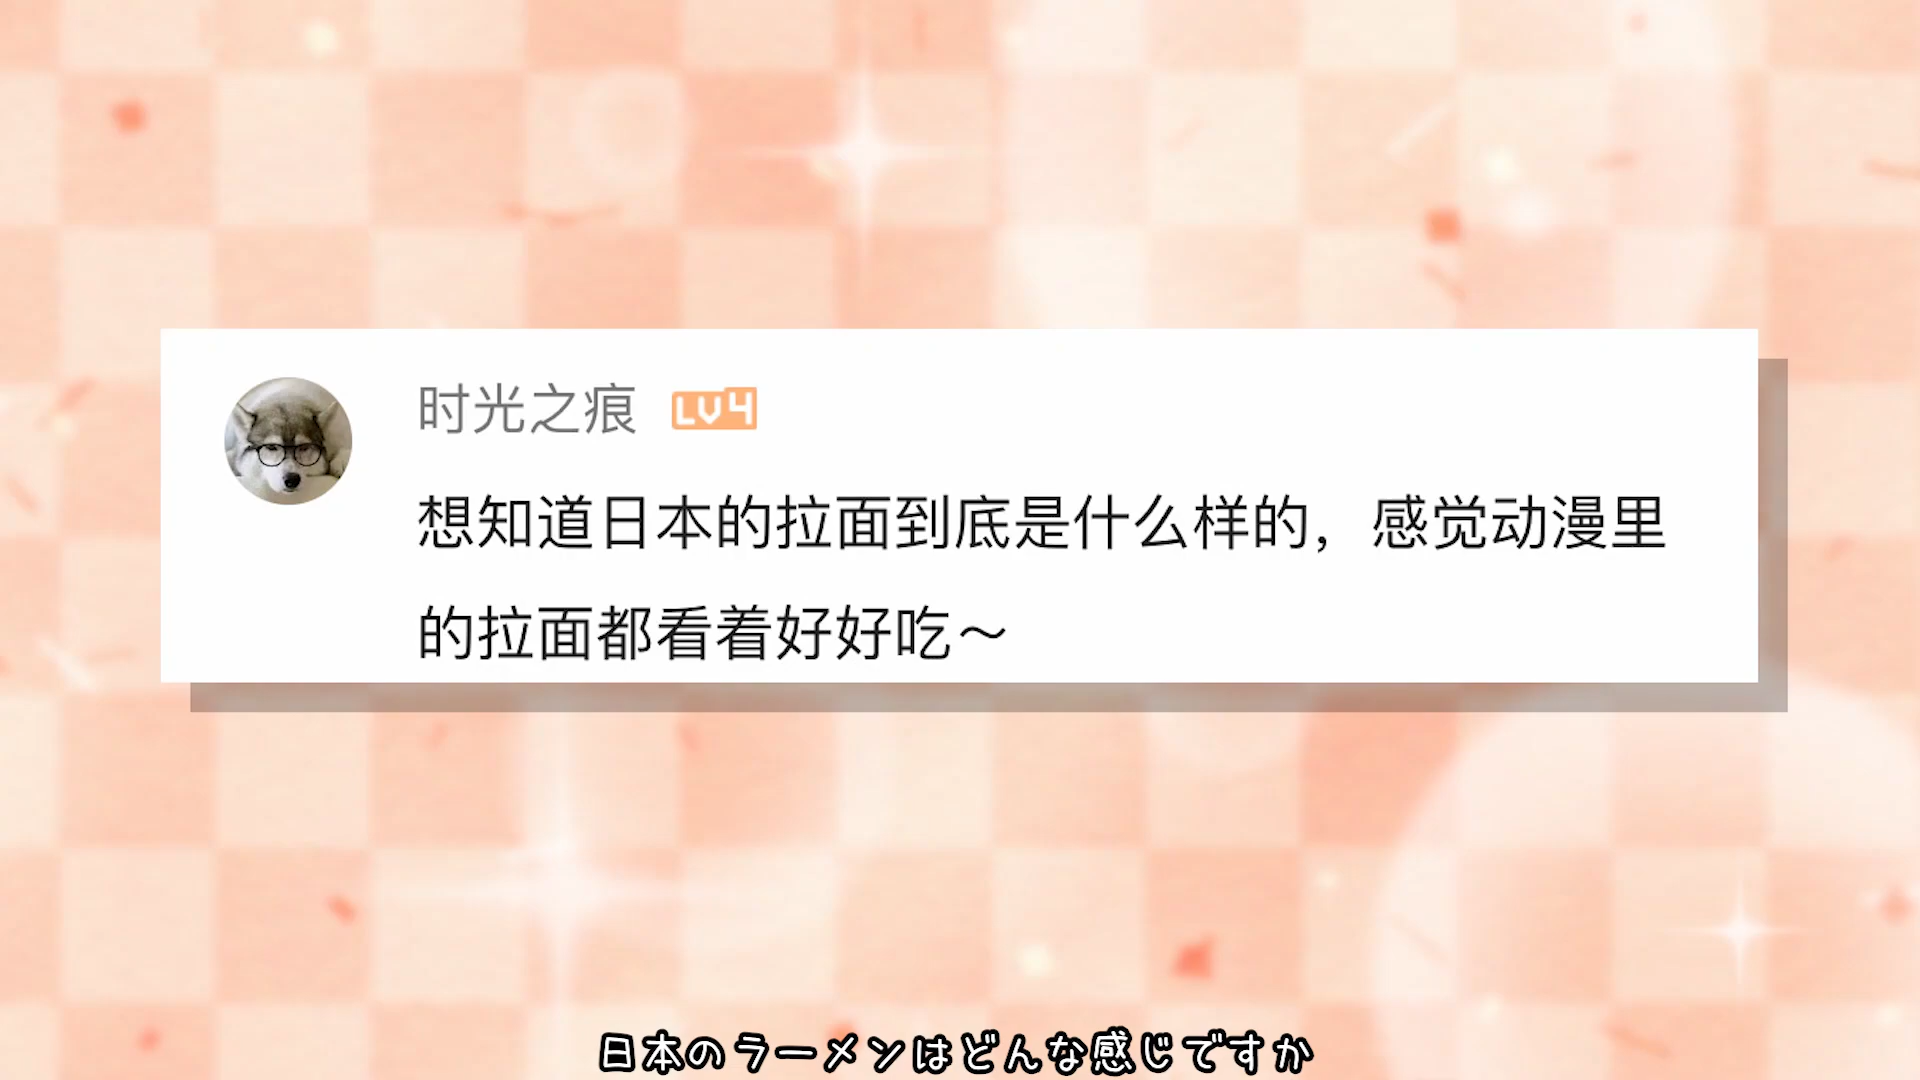 时光之痕 LV4
想知道日本的拉面到底是什么样的，感觉动漫里
的拉面都看着好好吃～
日本のラーメンはどんな感じですか